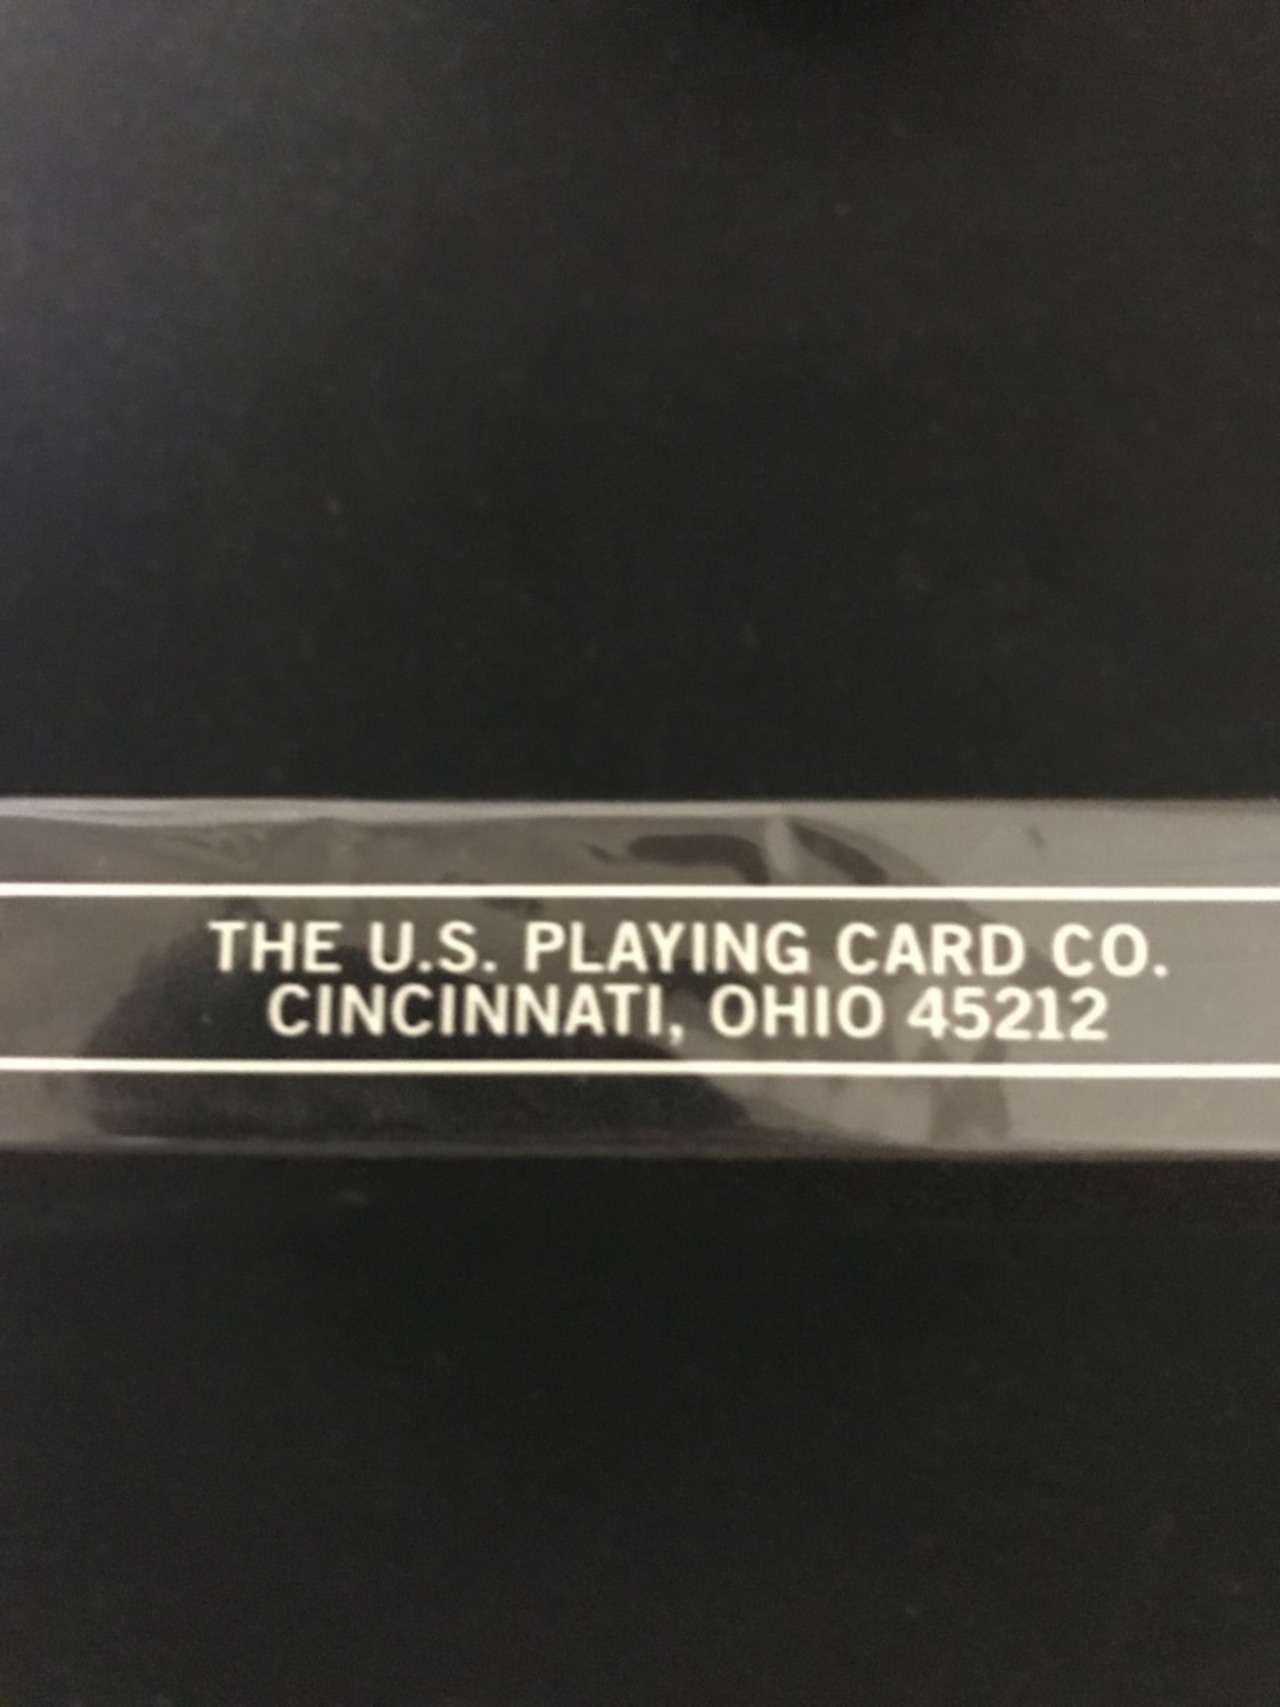 THE U.S. PLAYING CARD CO.
CINCINNATI, OHIO 45212